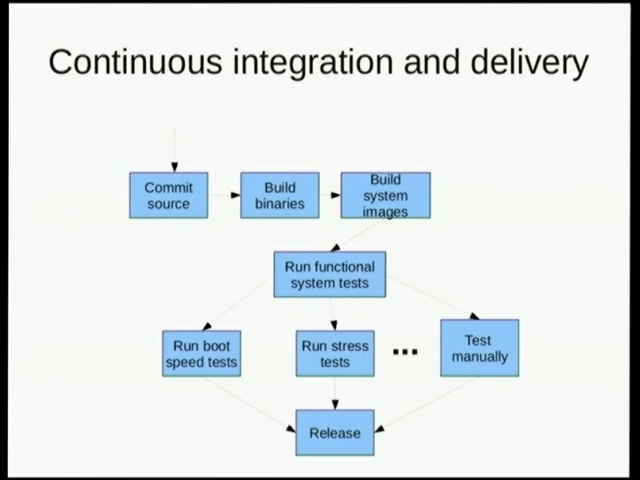 Continuous integration and delivery
Commit
source
Build
binaries
Build
system
images
Run functional
system tests
Run boot
speed tests
Run stress
tests
...
Test
manually
Release